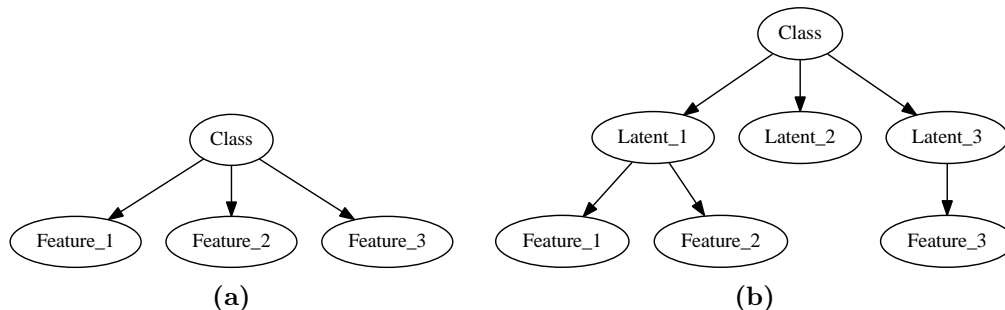 Class
Feature_1 Feature_2 Feature_3
(a)
Class
Latent_1 Latent_2 Latent_3
Feature_1 Feature_2 Feature_3
(b)